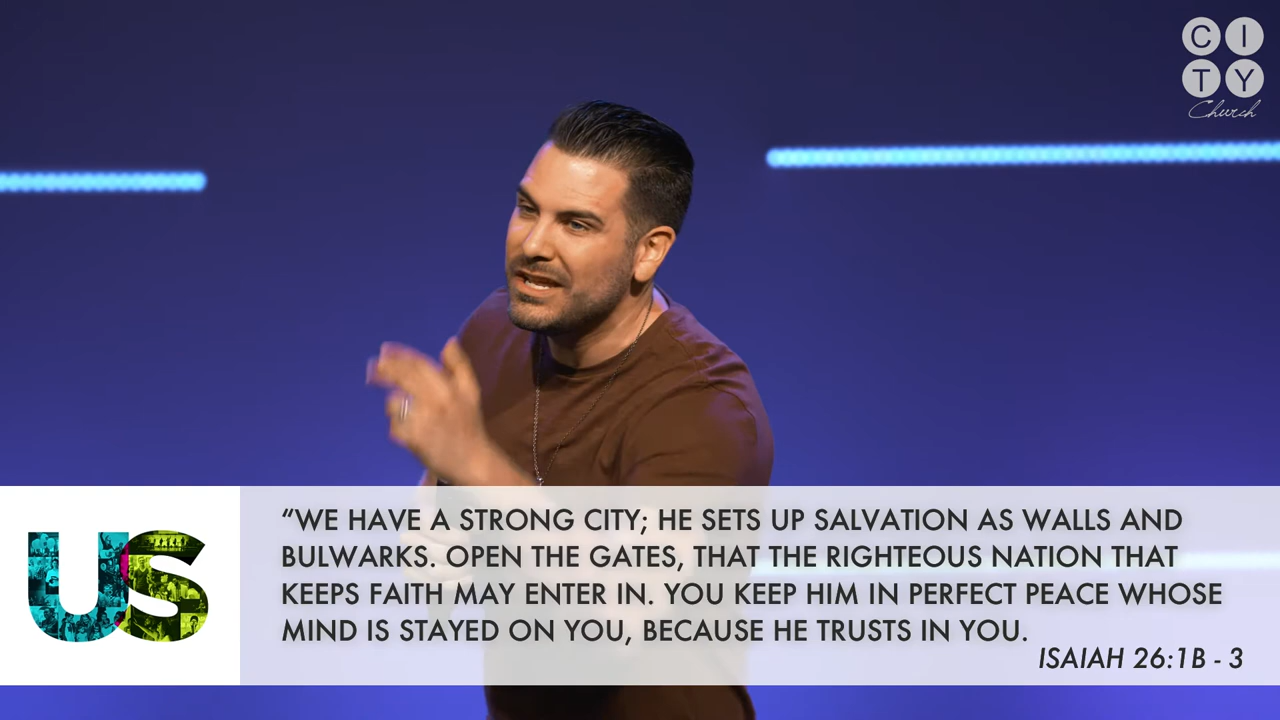 C I
T Y
Church
US
“WE HAVE A STRONG CITY; HE SETS UP SALVATION AS WALLS AND
BULWARKS. OPEN THE GATES, THAT THE RIGHTEOUS NATION THAT
KEEPS FAITH MAY ENTER IN. YOU KEEP HIM IN PERFECT PEACE WHOSE
MIND IS STAYED ON YOU, BECAUSE HE TRUSTS IN YOU.
ISAIAH 26:1B - 3